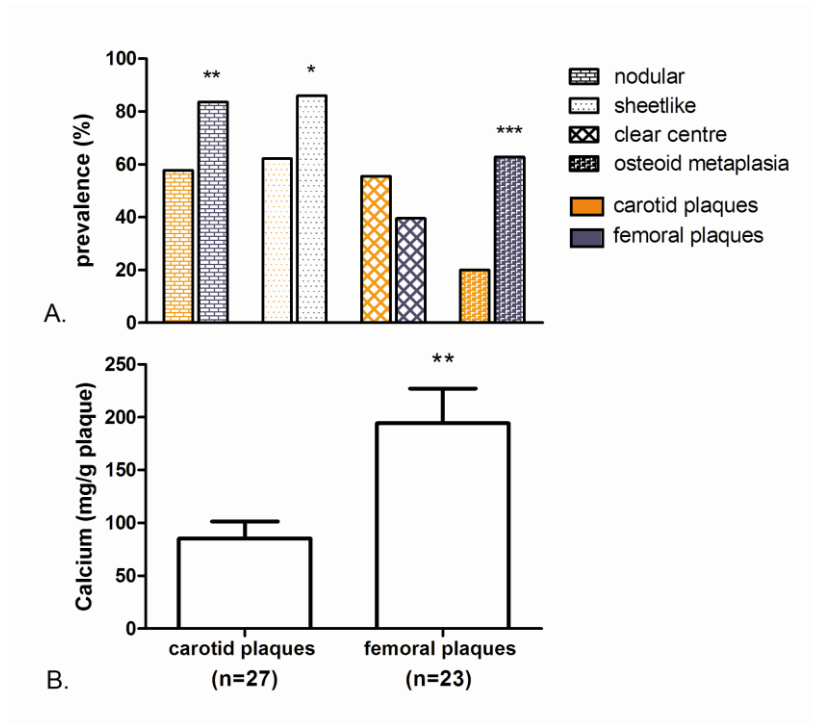 100
80
60
40
20
0
prevalence (%)
**
*
***
nodular
sheetlike
clear centre
osteoid metaplasia
carotid plaques
femoral plaques
A.
250
200
150
100
50
0
Calcium (mg/g plaque)
**
carotid plaques femoral plaques
(n=27) (n=23)
B.